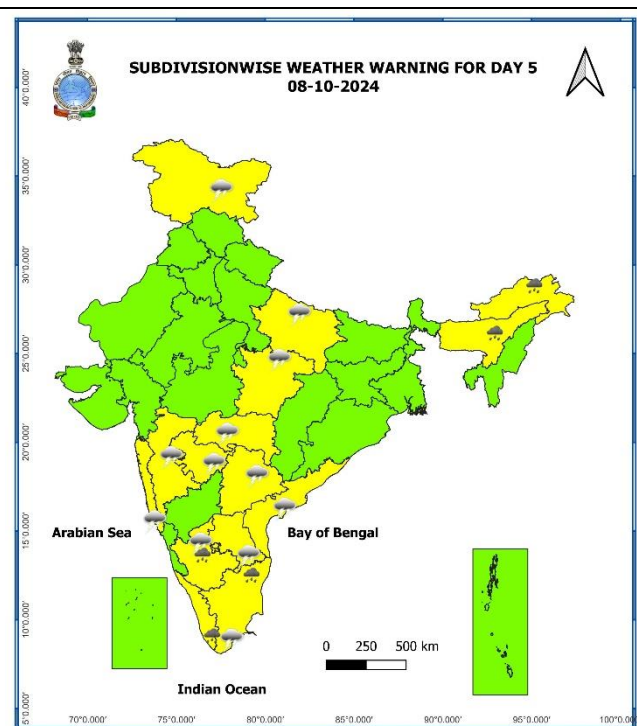 SUBDIVISIONWISE WEATHER WARNING FOR DAY 5
08-10-2024
40°0.000'
35°0.000'
30°0.000'
25°0.000'
20°0.000'
15°0.000'
10°0.000'
5°0.000'
Arabian Sea
Bay of Bengal
0 250 500 km
Indian Ocean
70°0.000' 75°0.000' 80°0.000' 85°0.000' 90°0.000' 95°0.000' 100°0.000'